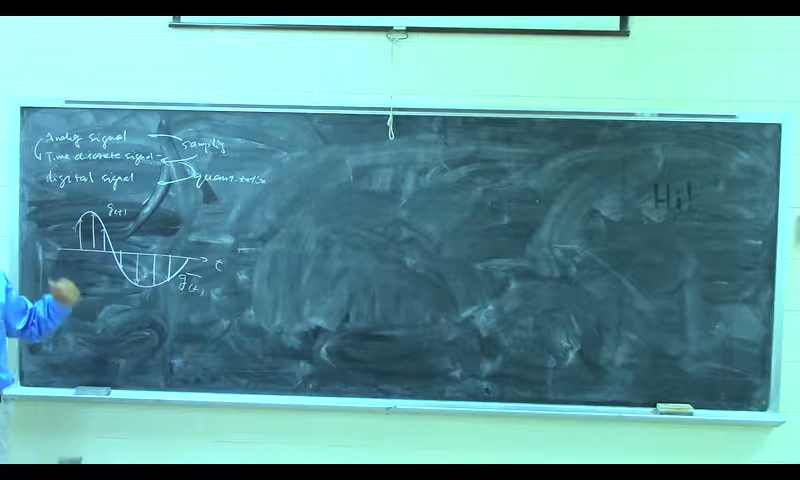 Analog signal
sampling
Time discrete signal
digital signal
quantization
g(t)
t
g(t)
Hi!